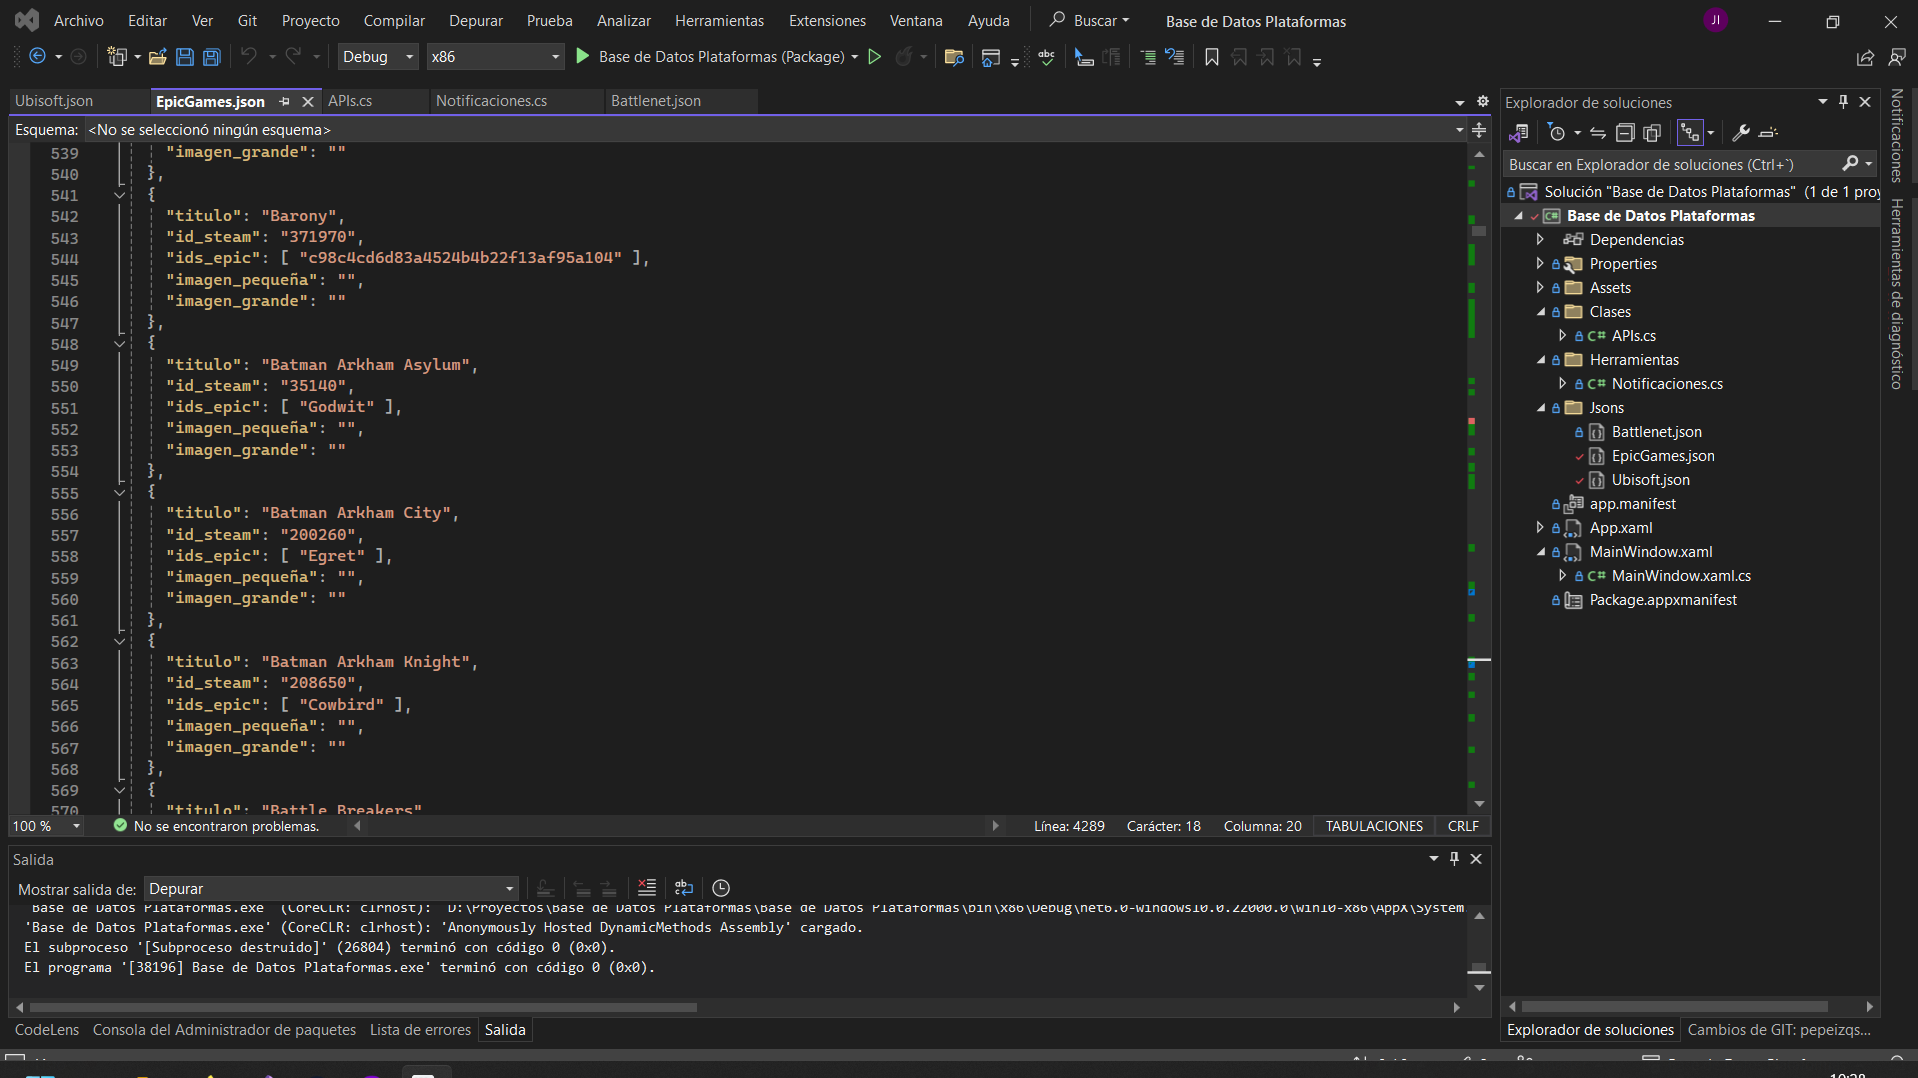 Archivo Editar Ver Git Proyecto Compilar Depurar Prueba Analizar Herramientas Extensiones Ventana Ayuda Buscar Base de Datos Plataformas JI
Debug x86 Base de Datos Plataformas (Package)
Ubisoft.json EpicGames.json APIs.cs Notificaciones.cs Battlenet.json
Esquema: <No se seleccionó ningún esquema>
539 "imagen_grande": ""
540 },
541 {
542 "titulo": "Barony",
543 "id_steam": "371970",
544 "ids_epic": [ "c98c4cd6d83a4524b4b22f13af95a104" ],
545 "imagen_pequeña": "",
546 "imagen_grande": ""
547 },
548 {
549 "titulo": "Batman Arkham Asylum",
550 "id_steam": "35140",
551 "ids_epic": [ "Godwit" ],
552 "imagen_pequeña": "",
553 "imagen_grande": ""
554 },
555 {
556 "titulo": "Batman Arkham City",
557 "id_steam": "200260",
558 "ids_epic": [ "Egret" ],
559 "imagen_pequeña": "",
560 "imagen_grande": ""
561 },
562 {
563 "titulo": "Batman Arkham Knight",
564 "id_steam": "208650",
565 "ids_epic": [ "Cowbird" ],
566 "imagen_pequeña": "",
567 "imagen_grande": ""
568 },
569 {
570 "titulo": "Battle Breakers"
100 % No se encontraron problemas. Línea: 4289 Carácter: 18 Columna: 20 TABULACIONES CRLF
Salida
Mostrar salida de: Depurar
'Base de Datos Plataformas.exe' (CoreCLR: clrhost): 'D:\Proyectos\Base de Datos Plataformas\Base de Datos Plataformas\bin\x86\Debug\net6.0-windows10.0.22000.0\win10-x86\AppX\System
'Base de Datos Plataformas.exe' (CoreCLR: clrhost): 'Anonymously Hosted DynamicMethods Assembly' cargado.
El subproceso '[Subproceso destruido]' (26804) terminó con código 0 (0x0).
El programa '[38196] Base de Datos Plataformas.exe' terminó con código 0 (0x0).
CodeLens Consola del Administrador de paquetes Lista de errores Salida
Explorador de soluciones
Buscar en Explorador de soluciones (Ctrl+`)
Solución "Base de Datos Plataformas" (1 de 1 proy
Base de Datos Plataformas
Dependencias
Properties
Assets
Clases
C# APIs.cs
Herramientas
C# Notificaciones.cs
Jsons
Battlenet.json
EpicGames.json
Ubisoft.json
app.manifest
App.xaml
MainWindow.xaml
C# MainWindow.xaml.cs
Package.appxmanifest
Explorador de soluciones Cambios de GIT: pepeizqs...
Notificaciones
Herramientas de diagnóstico